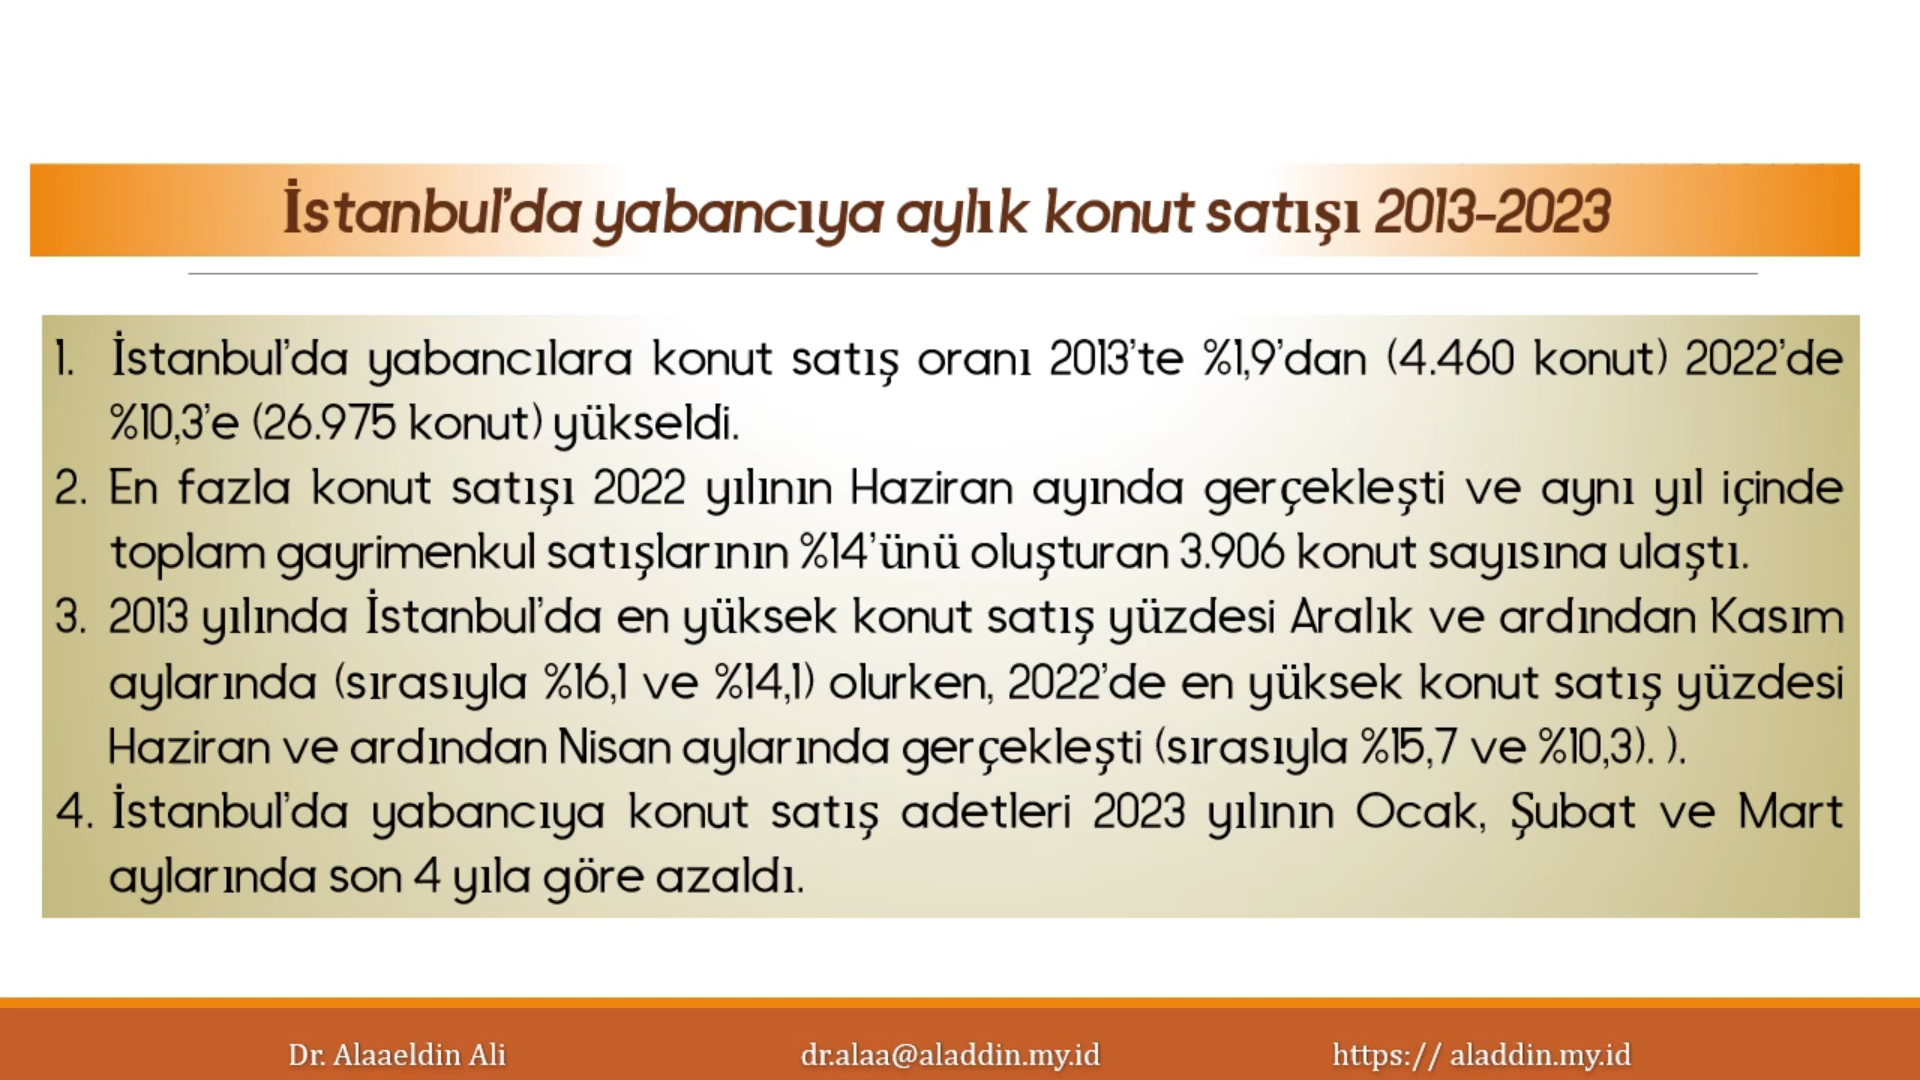 İstanbul'da yabancıya aylık konut satışı 2013-2023
1. İstanbul'da yabancılara konut satış oranı 2013'te %1,9'dan (4.460 konut) 2022'de
%10,3'e (26.975 konut) yükseldi.
2. En fazla konut satışı 2022 yılının Haziran ayında gerçekleşti ve aynı yıl içinde
toplam gayrimenkul satışlarının %14'ünü oluşturan 3.906 konut sayısına ulaştı.
3. 2013 yılında İstanbul'da en yüksek konut satış yüzdesi Aralık ve ardından Kasım
aylarında (sırasıyla %16,1 ve %14,1) olurken, 2022'de en yüksek konut satış yüzdesi
Haziran ve ardından Nisan aylarında gerçekleşti (sırasıyla %15,7 ve %10,3). ).
4. İstanbul'da yabancıya konut satış adetleri 2023 yılının Ocak, Şubat ve Mart
aylarında son 4 yıla göre azaldı.
Dr. Alaaeldin Ali dr.alaa@aladdin.my.id https:// aladdin.my.id